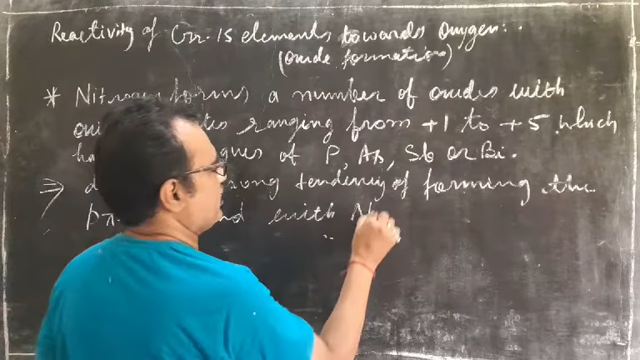 Reactivity of Gr. 15 elements towards Oxygen:
(Oxide formation)
* Nitrogen forms a number of oxides with
ranging from +1 to +5 which
of P, As, Sb or Bi.
⇒ tendency of forming the
with N